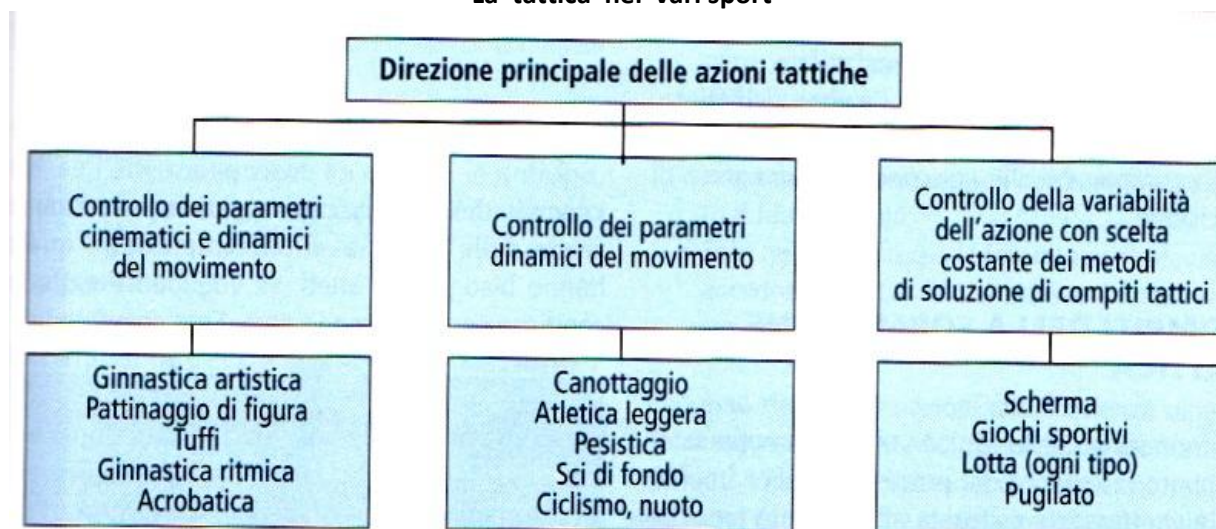 La tattica nei vari sport
Direzione principale delle azioni tattiche
Controllo dei parametri
cinematici e dinamici
del movimento
Controllo dei parametri
dinamici del movimento
Controllo della variabilità
dell'azione con scelta
costante dei metodi
di soluzione di compiti tattici
Ginnastica artistica
Pattinaggio di figura
Tuffi
Ginnastica ritmica
Acrobatica
Canottaggio
Atletica leggera
Pesistica
Sci di fondo
Ciclismo, nuoto
Scherma
Giochi sportivi
Lotta (ogni tipo)
Pugilato